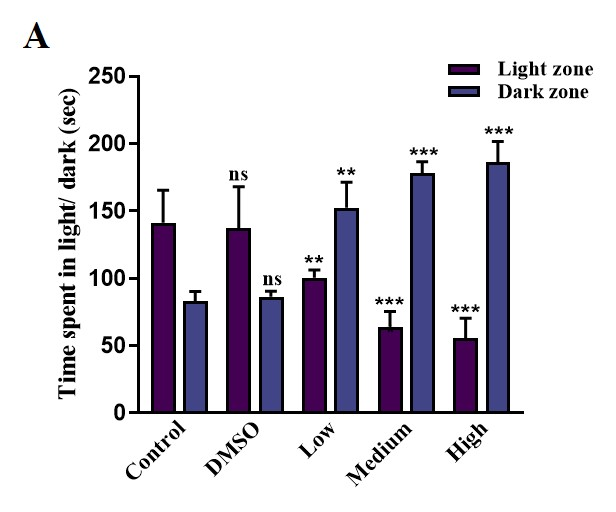 A
Light zone
Dark zone
Time spent in light/ dark (sec)
250
200
150
100
50
0
ns
ns
**
**
***
***
***
***
Control
DMSO
Low
Medium
High